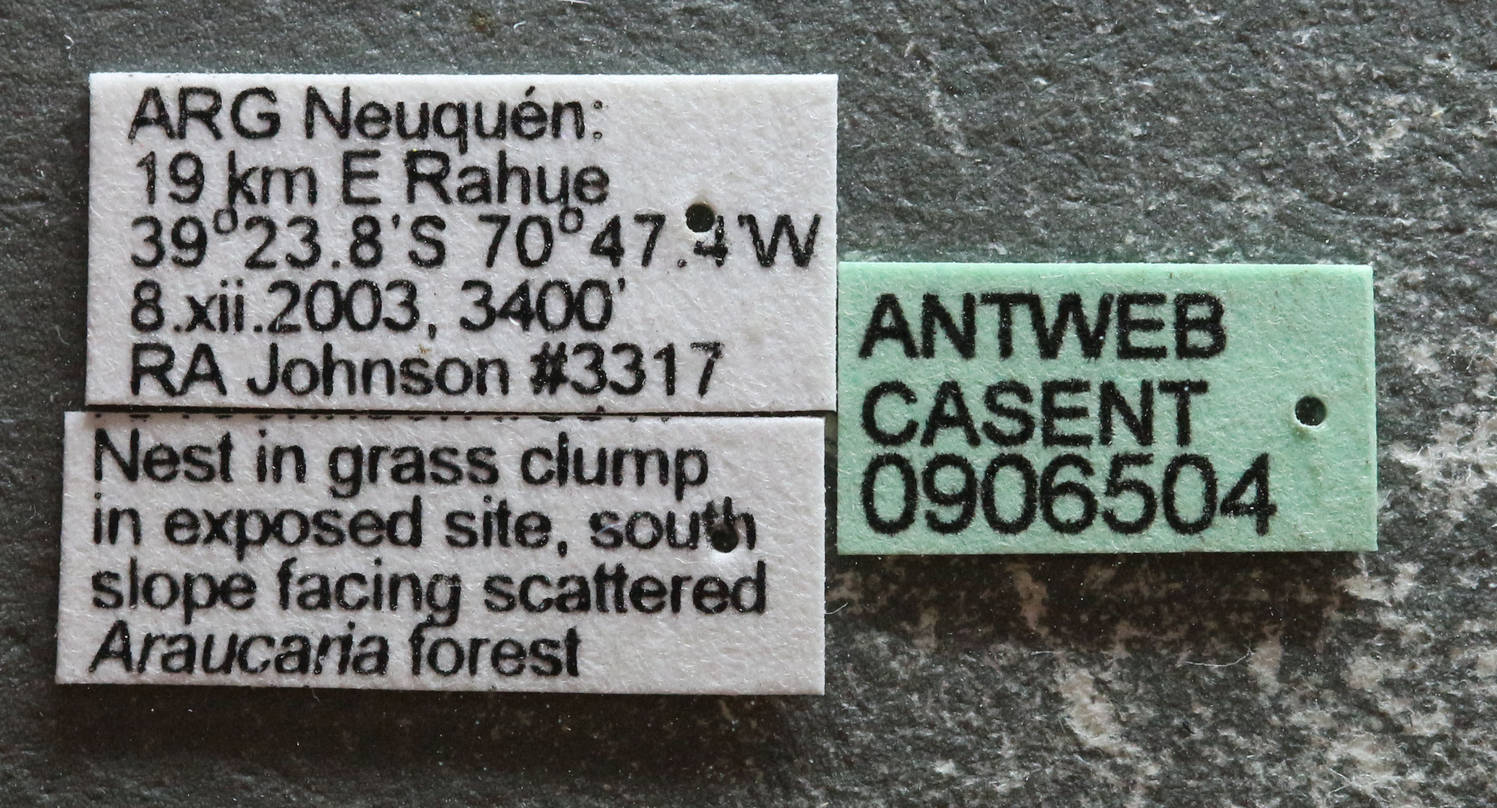 ARG Neuquén:
19 km E Rahue
39°23.8'S 70°47.4'W
8.xii.2003, 3400'
RA Johnson #3317
Nest in grass clump
in exposed site, south
slope facing scattered
Araucaria forest
ANTWEB
CASENT
0906504